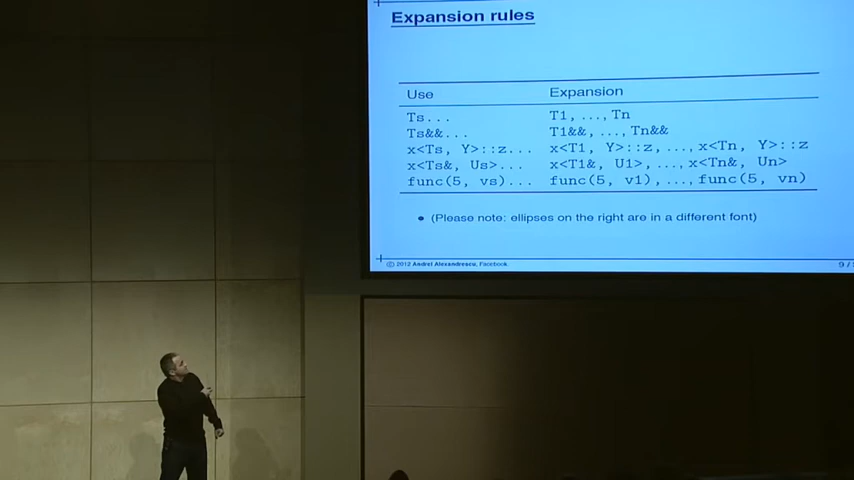 Expansion rules
Use Expansion
Ts... T1,...,Tn
Ts&&... T1&&,...,Tn&&
x<Ts, Y>::z... x<T1, Y>::z,...,x<Tn, Y>::z
x<Ts&, Us>... x<T1&, U1>,...,x<Tn&, Un>
func(5, vs)... func(5, v1),...,func(5, vn)
• (Please note: ellipses on the right are in a different font)
© 2012 Andrei Alexandrescu, Facebook. 9 /